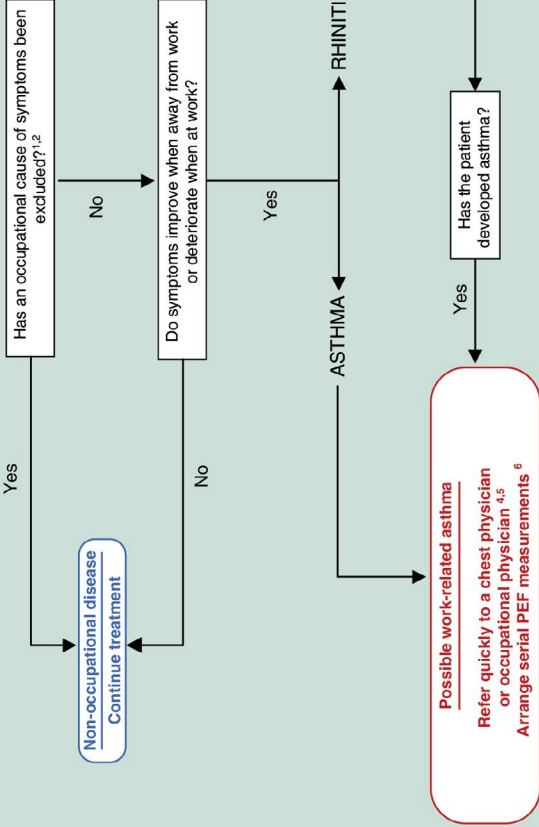 Has an occupational cause of symptoms been
excluded?1,2
Yes
No
Non-occupational disease
Continue treatment
Do symptoms improve when away from work
or deteriorate when at work?
No
Yes
ASTHMA
RHINITI
Has the patient
developed asthma?
Yes
Possible work-related asthma
Refer quickly to a chest physician
or occupational physician 4,5
Arrange serial PEF measurements 6